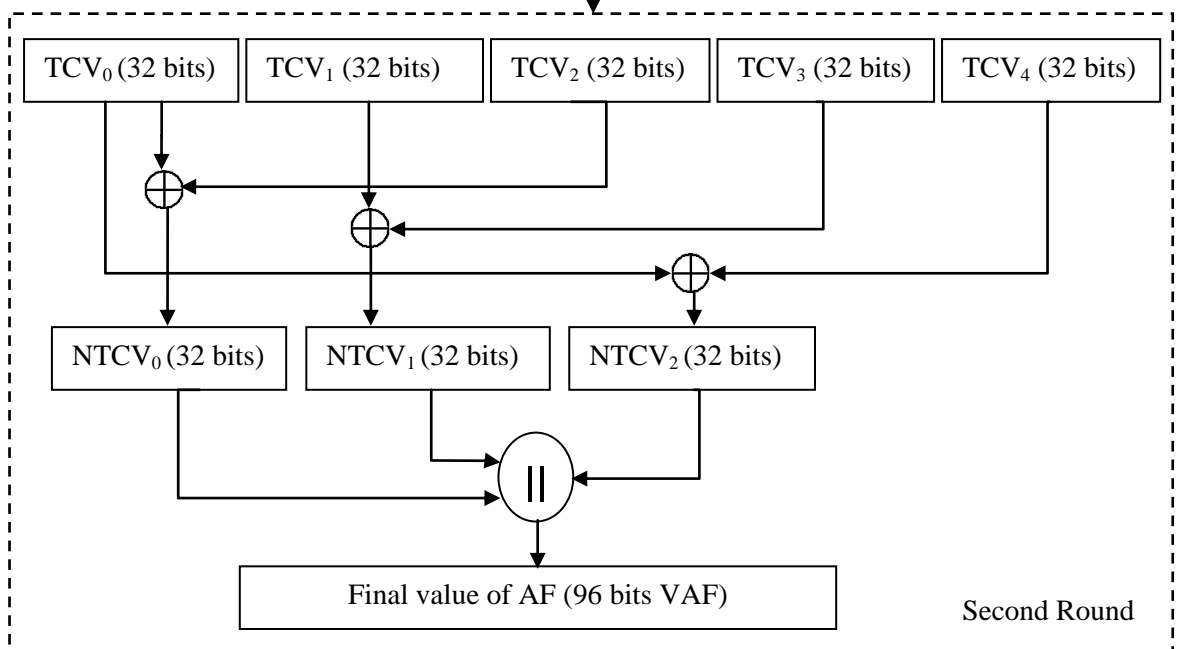 TCV₀ (32 bits)
TCV₁ (32 bits)
TCV₂ (32 bits)
TCV₃ (32 bits)
TCV₄ (32 bits)
NTCV₀ (32 bits)
NTCV₁ (32 bits)
NTCV₂ (32 bits)
||
Final value of AF (96 bits VAF)
Second Round